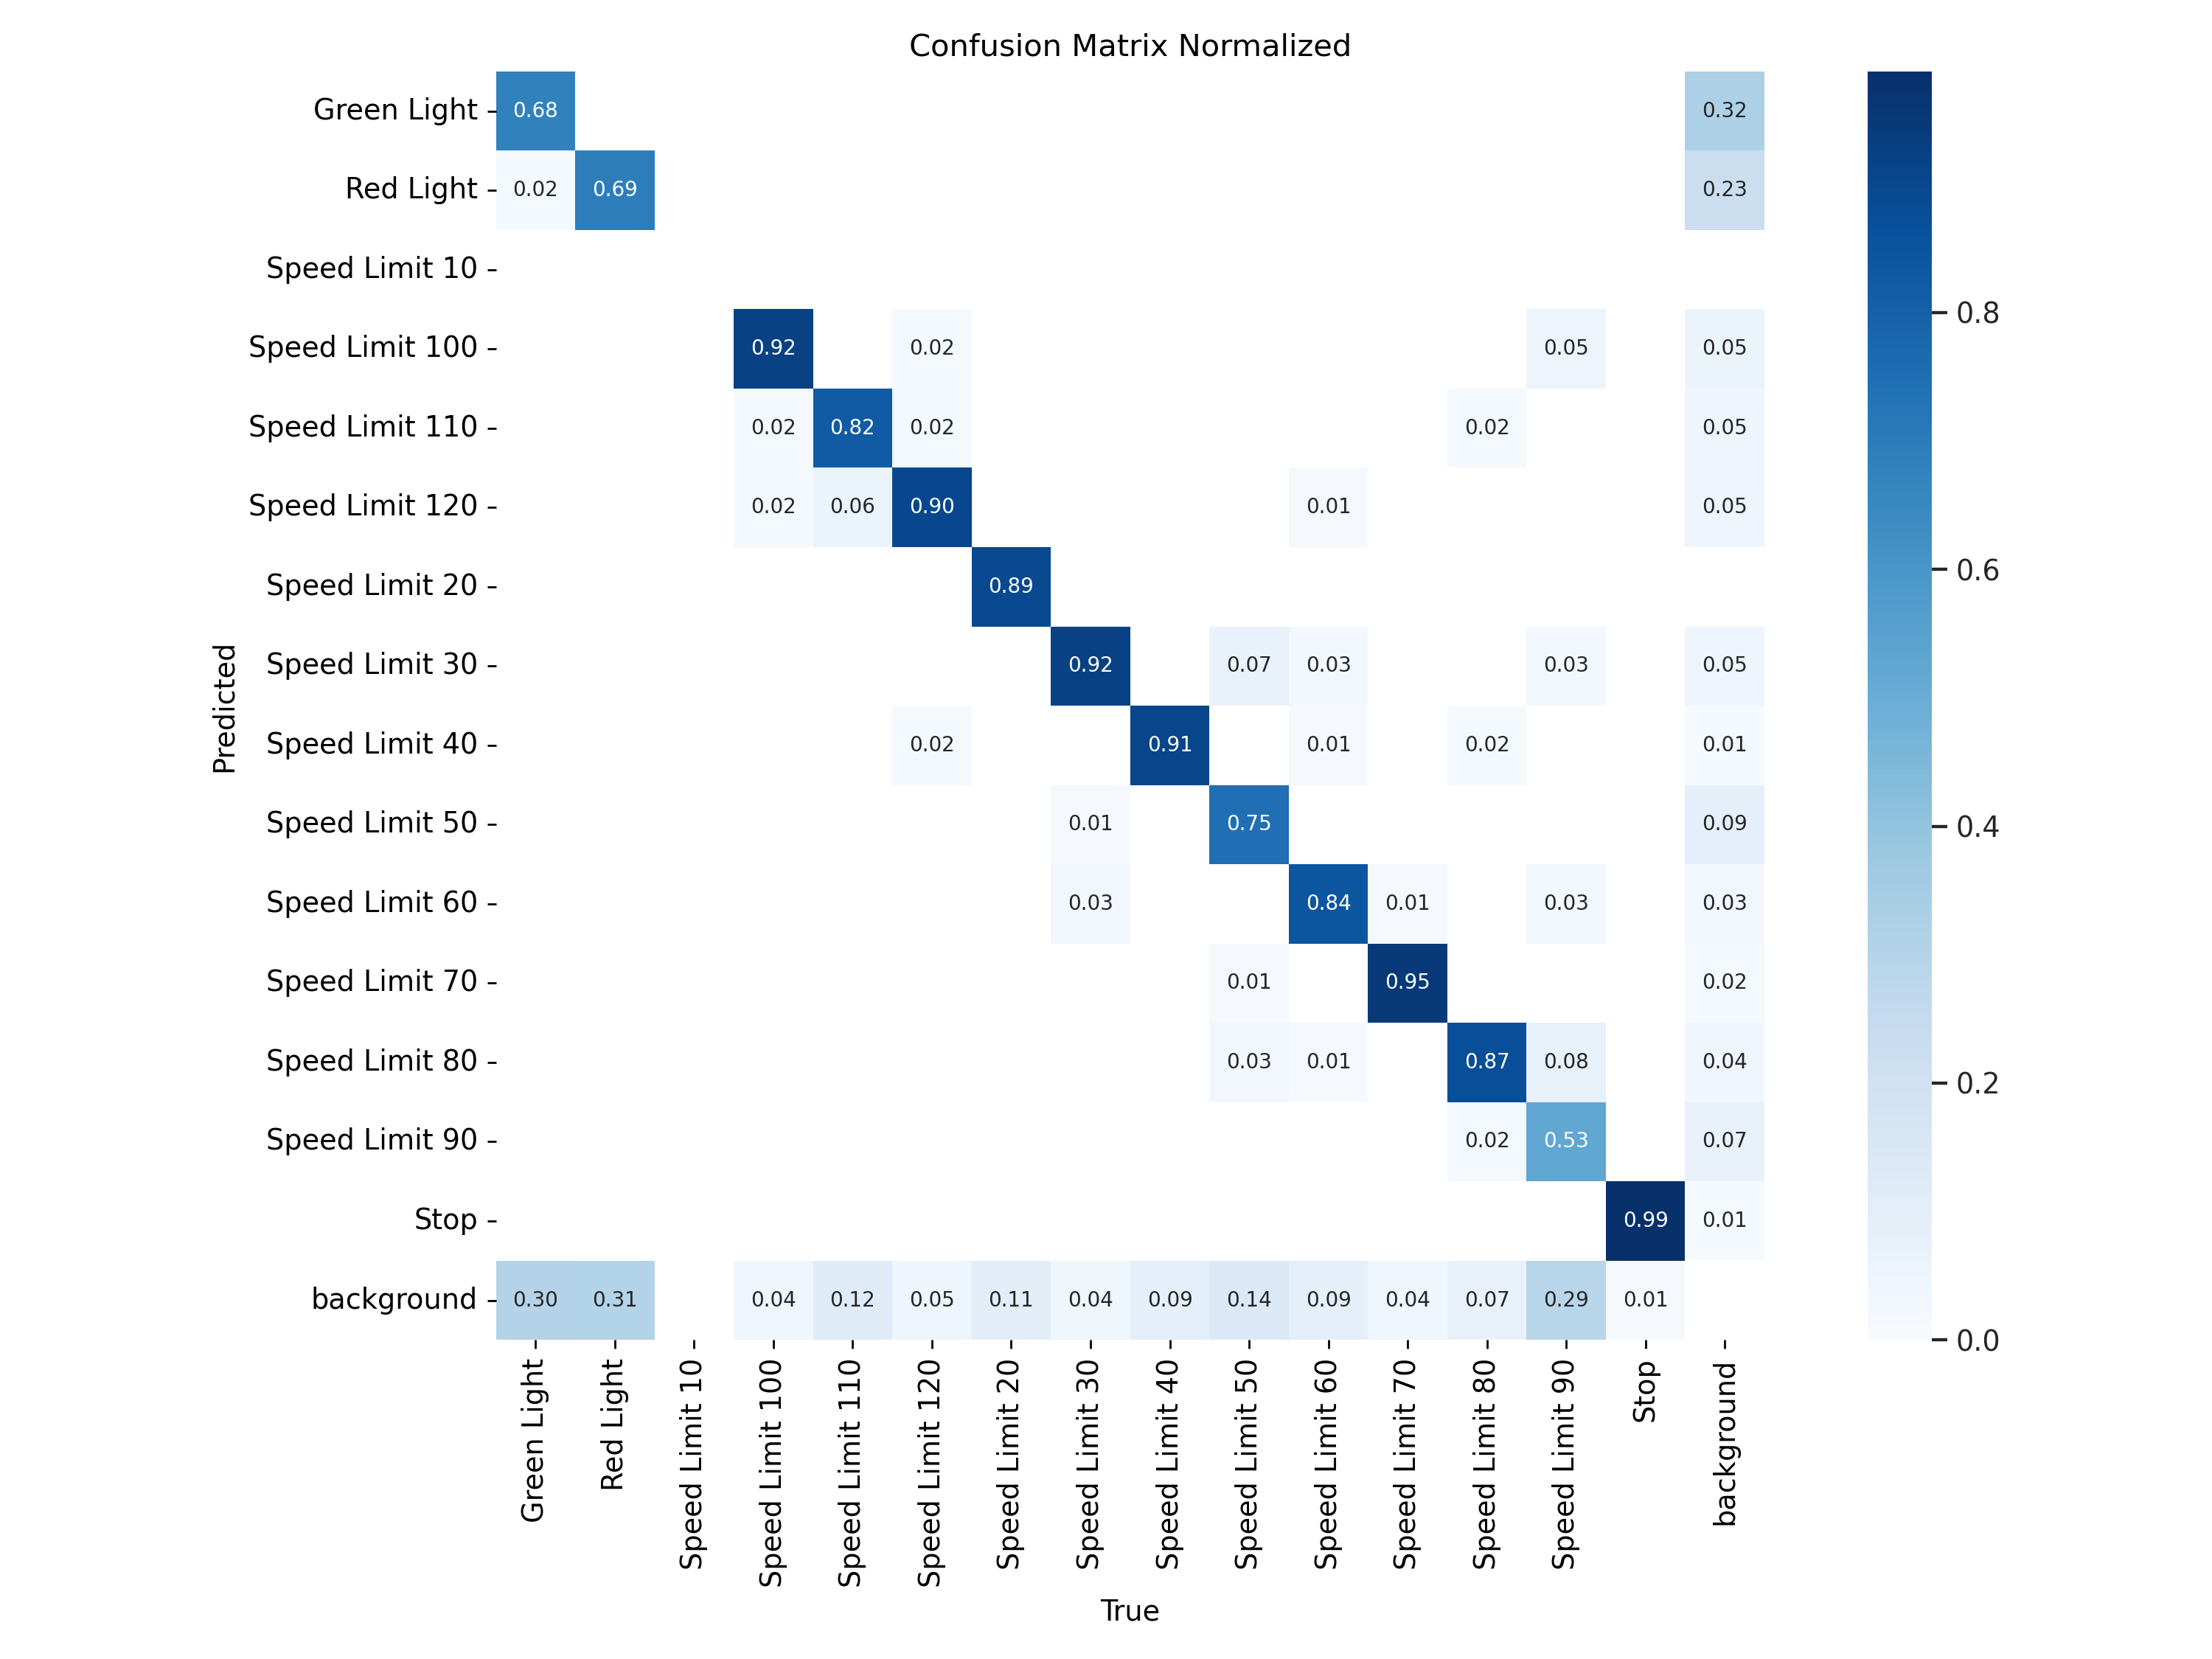 Confusion Matrix Normalized
Green Light 0.68 0.32
Red Light 0.02 0.69 0.23
Speed Limit 10
Speed Limit 100 0.92 0.02 0.05 0.05
0.8
Speed Limit 110 0.02 0.82 0.02 0.02 0.05
Speed Limit 120 0.02 0.06 0.90 0.01 0.05
Speed Limit 20 0.89
0.6
Speed Limit 30 0.92 0.07 0.03 0.03 0.05
Predicted
Speed Limit 40 0.02 0.91 0.01 0.02 0.01
Speed Limit 50 0.01 0.75 0.09
0.4
Speed Limit 60 0.03 0.84 0.01 0.03 0.03
Speed Limit 70 0.01 0.95 0.02
Speed Limit 80 0.03 0.01 0.87 0.08 0.04
0.2
Speed Limit 90 0.02 0.53 0.07
Stop 0.99 0.01
background 0.30 0.31 0.04 0.12 0.05 0.11 0.04 0.09 0.14 0.09 0.04 0.07 0.29 0.01
0.0
Green Light
Red Light
Speed Limit 10
Speed Limit 100
Speed Limit 110
Speed Limit 120
Speed Limit 20
Speed Limit 30
Speed Limit 40
Speed Limit 50
Speed Limit 60
Speed Limit 70
Speed Limit 80
Speed Limit 90
Stop
background
True